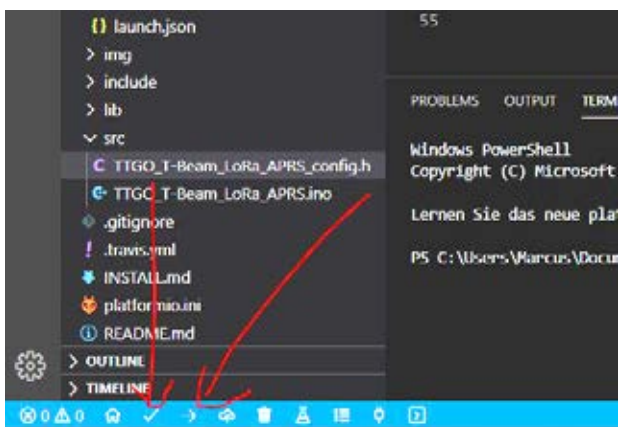 launch.json
55
img
include
lib
src
TTGO_T-Beam_LoRa_APRS_config.h
TTGO_T-Beam_LoRa_APRS.ino
.gitignore
.travis.yml
INSTALL.md
platformio.ini
README.md
OUTLINE
TIMELINE
PROBLEMS OUTPUT TERM
Windows PowerShell
Copyright (C) Microsoft
Lernen Sie das neue plat
PS C:\Users\Marcus\Docum
0 0